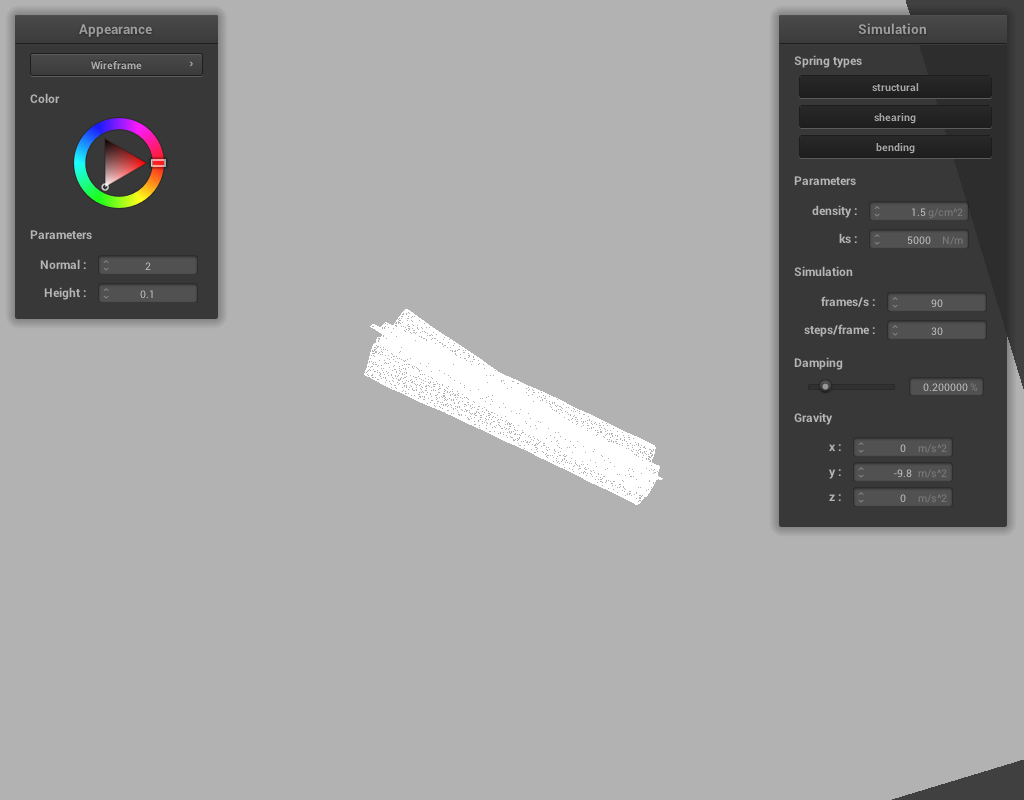 Appearance
Wireframe
Color
Parameters
Normal : 2
Height : 0.1
Simulation
Spring types
structural
shearing
bending
Parameters
density : 1.5 g/cm^2
ks : 5000 N/m
Simulation
frames/s : 90
steps/frame : 30
Damping
0.200000 %
Gravity
x : 0 m/s^2
y : -9.8 m/s^2
z : 0 m/s^2